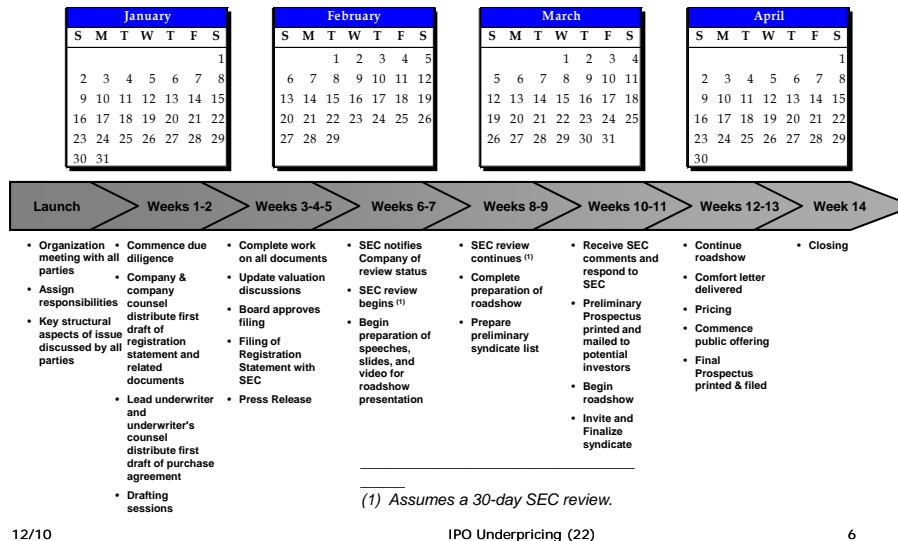 January
S M T W T F S
1
2 3 4 5 6 7 8
9 10 11 12 13 14 15
16 17 18 19 20 21 22
23 24 25 26 27 28 29
30 31
February
S M T W T F S
1 2 3 4 5
6 7 8 9 10 11 12
13 14 15 16 17 18 19
20 21 22 23 24 25 26
27 28 29
March
S M T W T F S
1 2 3 4
5 6 7 8 9 10 11
12 13 14 15 16 17 18
19 20 21 22 23 24 25
26 27 28 29 30 31
April
S M T W T F S
1
2 3 4 5 6 7 8
9 10 11 12 13 14 15
16 17 18 19 20 21 22
23 24 25 26 27 28 29
30
Launch
Weeks 1-2
Weeks 3-4-5
Weeks 6-7
Weeks 8-9
Weeks 10-11
Weeks 12-13
Week 14
• Organization
meeting with all
parties
• Assign
responsibilities
• Key structural
aspects of issue
discussed by all
parties
• Commence due
diligence
• Company &
company
counsel
distribute first
draft of
registration
statement and
related
documents
• Lead underwriter
and
underwriter's
counsel
distribute first
draft of purchase
agreement
• Drafting
sessions
• Complete work
on all documents
• Update valuation
discussions
• Board approves
filing
• Filing of
Registration
Statement with
SEC
• Press Release
• SEC notifies
Company of
review status
• SEC review
begins (1)
• Begin
preparation of
speeches,
slides, and
video for
roadshow
presentation
• SEC review
continues (1)
• Complete
preparation of
roadshow
• Prepare
preliminary
syndicate list
• Receive SEC
comments and
respond to
SEC
• Preliminary
Prospectus
printed and
mailed to
potential
investors
• Begin
roadshow
• Invite and
Finalize
syndicate
• Continue
roadshow
• Comfort letter
delivered
• Pricing
• Commence
public offering
• Final
Prospectus
printed & filed
• Closing
(1) Assumes a 30-day SEC review.
12/10
IPO Underpricing (22)
6